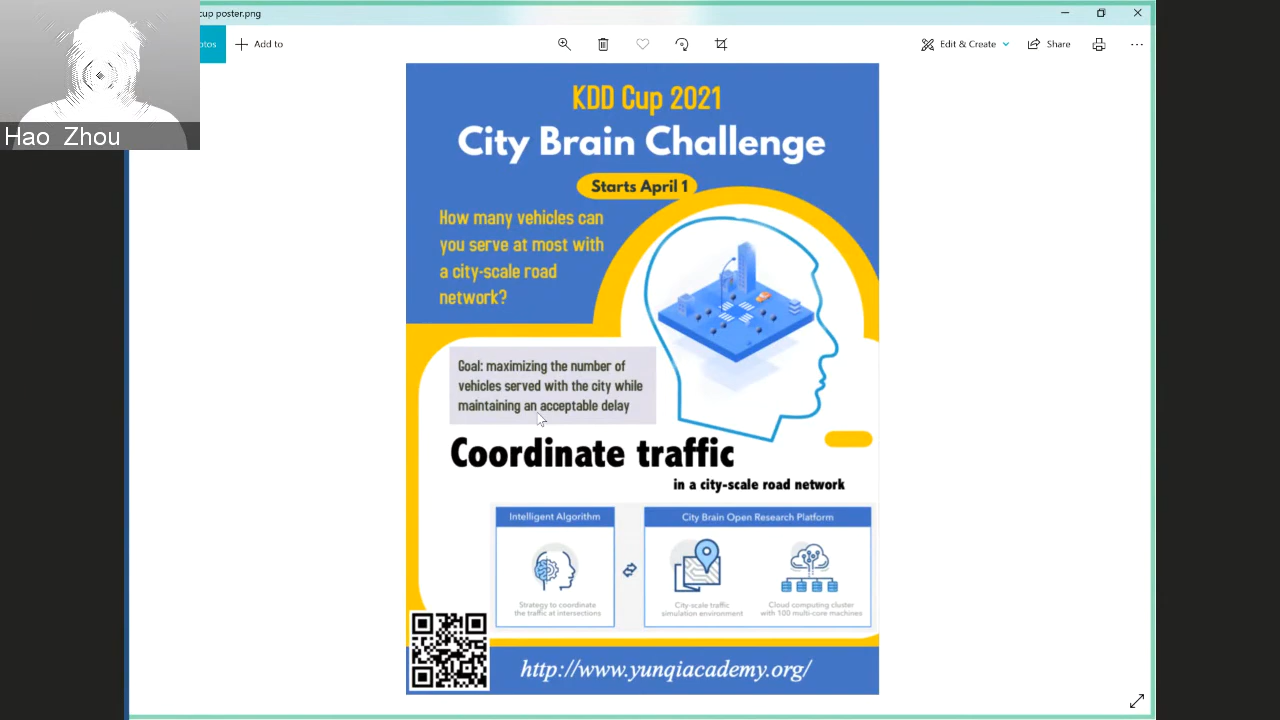 cup poster.png
otos
Add to
Edit & Create
Share
Hao Zhou
KDD Cup 2021
City Brain Challenge
Starts April 1
How many vehicles can
you serve at most with
a city-scale road
network?
Goal: maximizing the number of
vehicles served with the city while
maintaining an acceptable delay
Coordinate traffic
in a city-scale road network
Intelligent Algorithm
Strategy to coordinate
the traffic at intersections
City Brain Open Research Platform
City-scale traffic
simulation environment
Cloud computing cluster
with 100 multi-core machines
http://www.yunqiacademy.org/